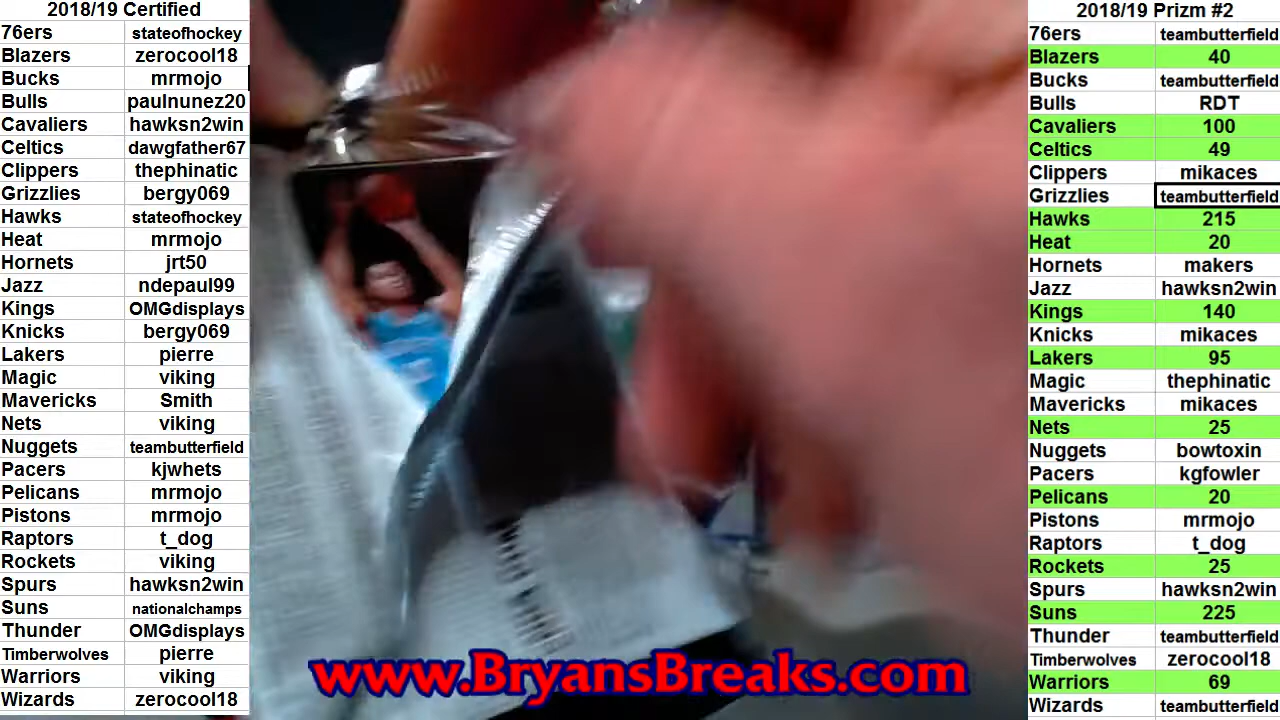 2018/19 Certified
76ers stateofhockey
Blazers zerocool18
Bucks mrmojo
Bulls paulnunez20
Cavaliers hawksn2win
Celtics dawgfather67
Clippers thephinatic
Grizzlies bergy069
Hawks stateofhockey
Heat mrmojo
Hornets jrt50
Jazz ndepaul99
Kings OMGdisplays
Knicks bergy069
Lakers pierre
Magic viking
Mavericks Smith
Nets viking
Nuggets teambutterfield
Pacers kjwhets
Pelicans mrmojo
Pistons mrmojo
Raptors t_dog
Rockets viking
Spurs hawksn2win
Suns nationalchamps
Thunder OMGdisplays
Timberwolves pierre
Warriors viking
Wizards zerocool18
www.BryansBreaks.com
2018/19 Prizm #2
76ers teambutterfield
Blazers 40
Bucks teambutterfield
Bulls RDT
Cavaliers 100
Celtics 49
Clippers mikaces
Grizzlies teambutterfield
Hawks 215
Heat 20
Hornets makers
Jazz hawksn2win
Kings 140
Knicks mikaces
Lakers 95
Magic thephinatic
Mavericks mikaces
Nets 25
Nuggets bowtoxin
Pacers kgfowler
Pelicans 20
Pistons mrmojo
Raptors t_dog
Rockets 25
Spurs hawksn2win
Suns 225
Thunder teambutterfield
Timberwolves zerocool18
Warriors 69
Wizards teambutterfield